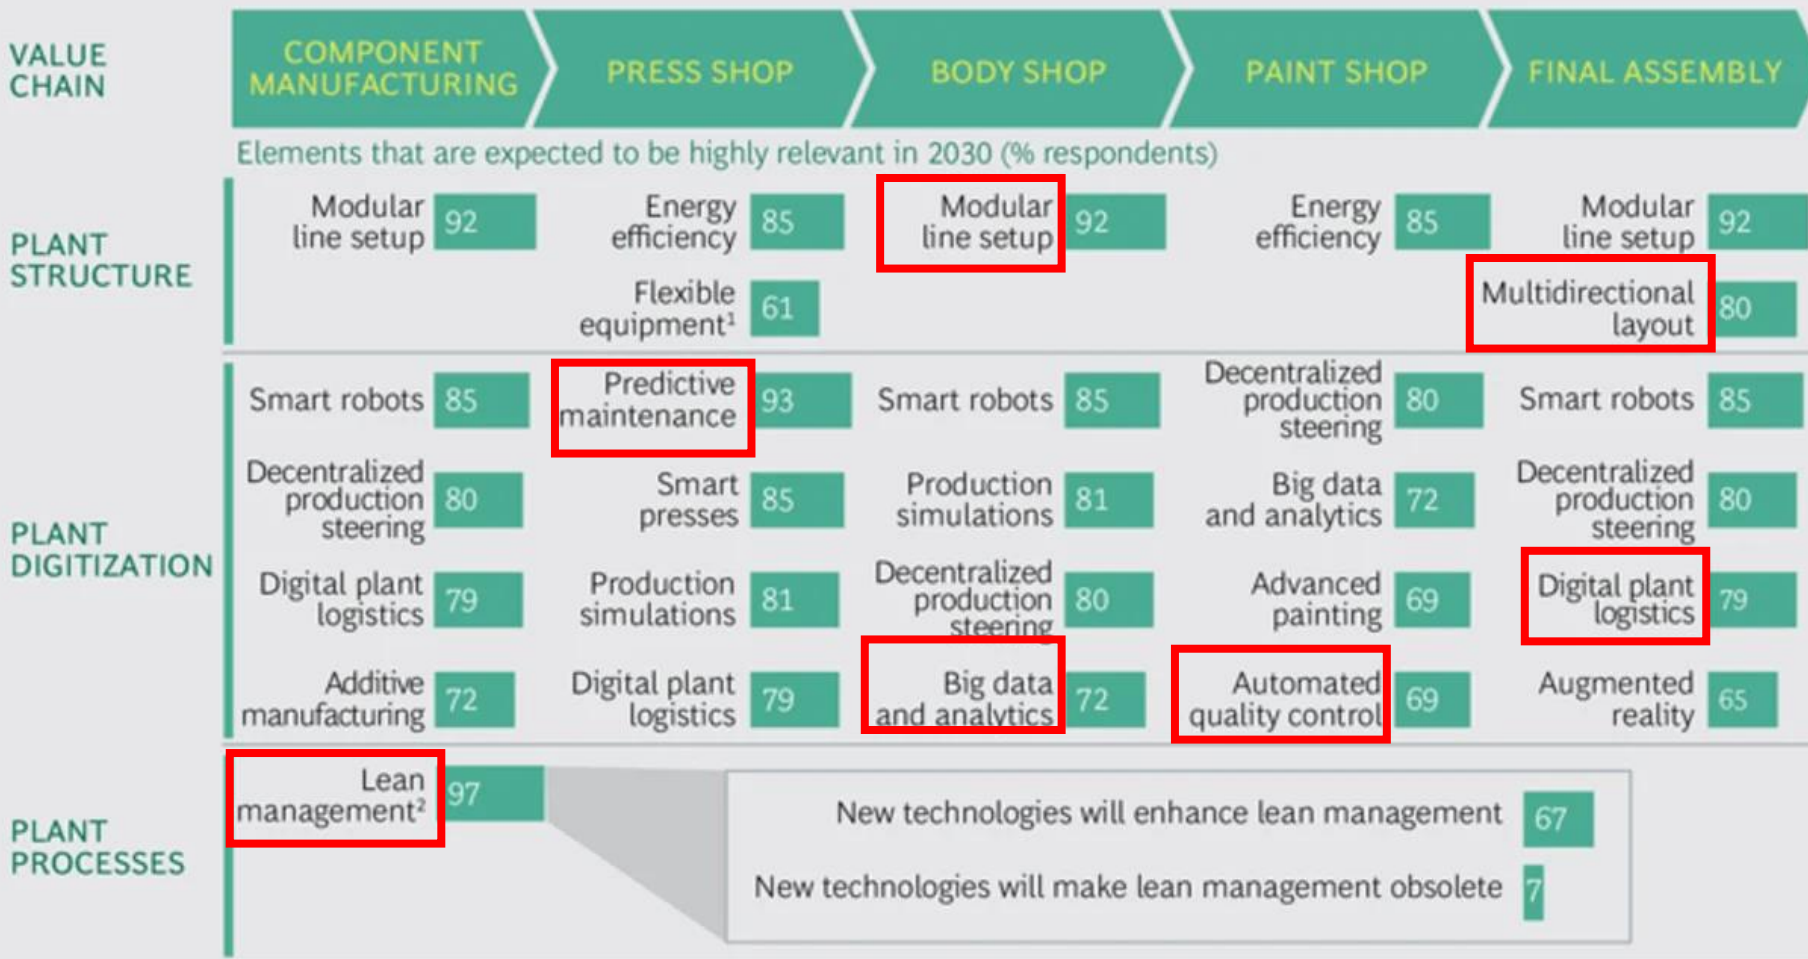 VALUE
CHAIN
COMPONENT
MANUFACTURING
PRESS SHOP
BODY SHOP
PAINT SHOP
FINAL ASSEMBLY
Elements that are expected to be highly relevant in 2030 (% respondents)
PLANT
STRUCTURE
Modular
line setup
92
Energy
efficiency
85
Modular
line setup
92
Energy
efficiency
85
Modular
line setup
92
Flexible
equipment¹
61
Multidirectional
layout
80
PLANT
DIGITIZATION
Smart robots
85
Predictive
maintenance
93
Smart robots
85
Decentralized
production
steering
80
Smart robots
85
Decentralized
production
steering
80
Smart
presses
85
Production
simulations
81
Big data
and analytics
72
Decentralized
production
steering
80
Digital plant
logistics
79
Production
simulations
81
Decentralized
production
steering
80
Advanced
painting
69
Digital plant
logistics
79
Additive
manufacturing
72
Digital plant
logistics
79
Big data
and analytics
72
Automated
quality control
69
Augmented
reality
65
PLANT
PROCESSES
Lean
management²
97
New technologies will enhance lean management
67
New technologies will make lean management obsolete
7